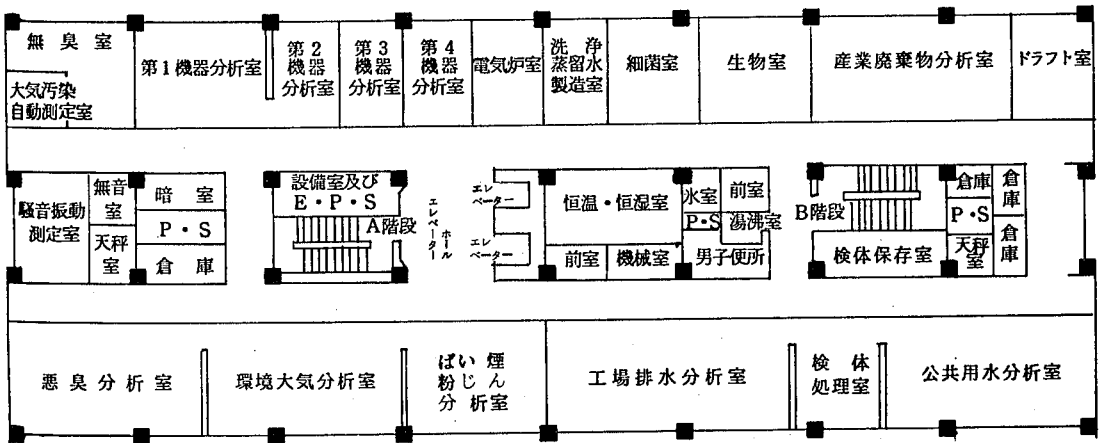 無臭室
大気汚染
自動測定室
第1機器分析室
第2
機器
分析室
第3
機器
分析室
第4
機器
分析室
電気炉室
洗浄
蒸留水
製造室
細菌室
生物室
産業廃棄物分析室
ドラフト室
騒音振動
測定室
無音
室
天秤
室
暗室
P・S
倉庫
設備室及び
E・P・S
A階段
エレベーター
ホール
エレ
ベーター
エレ
ベーター
恒温・恒湿室
前室
機械室
氷室
P・S
前室
湯沸室
男子便所
B階段
検体保存室
倉庫
P・S
天秤
室
倉庫
倉庫
悪臭分析室
環境大気分析室
ばい煙
粉じん
分析室
工場排水分析室
検体
処理室
公共用水分析室